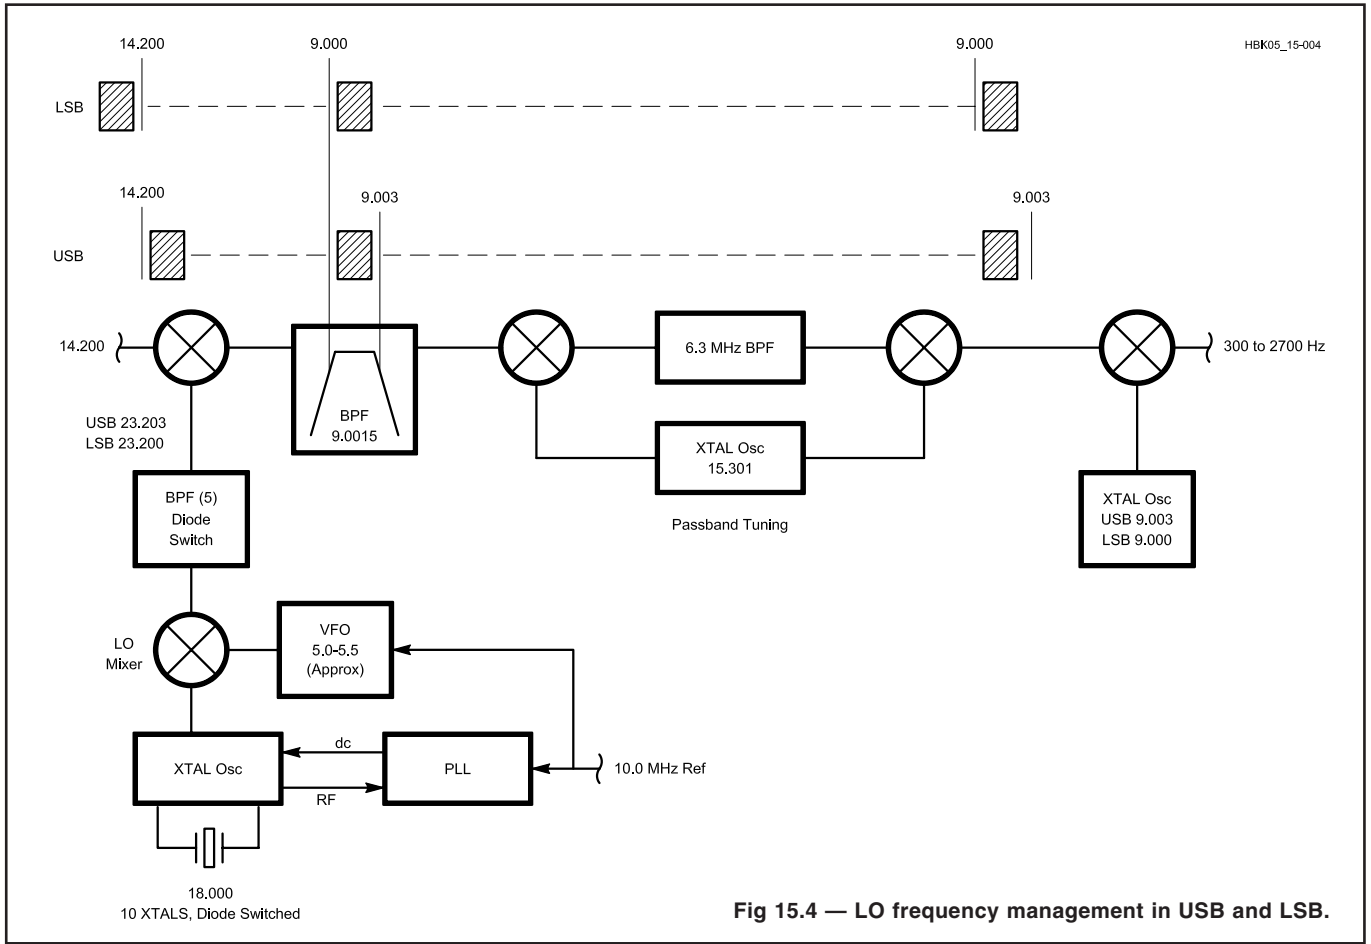 14.200
9.000
9.000
HBK05_15-004
LSB
14.200
9.003
9.003
USB
14.200
6.3 MHz BPF
300 to 2700 Hz
BPF
9.0015
USB 23.203
LSB 23.200
XTAL Osc
15.301
Passband Tuning
BPF (5)
Diode
Switch
XTAL Osc
USB 9.003
LSB 9.000
LO
Mixer
VFO
5.0-5.5
(Approx)
XTAL Osc
dc
RF
PLL
10.0 MHz Ref
18.000
10 XTALS, Diode Switched
Fig 15.4 — LO frequency management in USB and LSB.